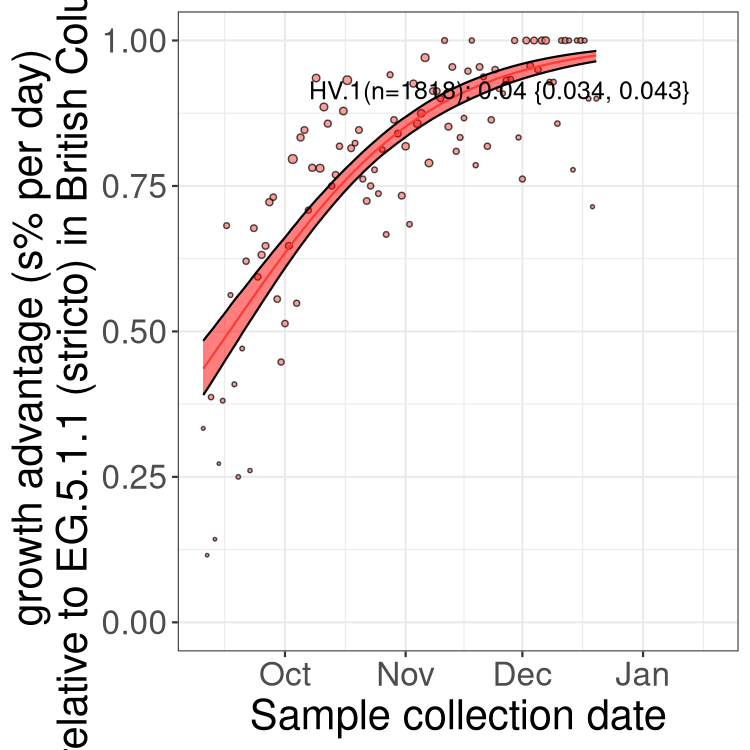 growth advantage (s% per day)
relative to EG.5.1.1 (stricto) in British Colu
1.00
0.75
0.50
0.25
0.00
HV.1(n=1818): 0.04 {0.034, 0.043}
Oct Nov Dec Jan
Sample collection date